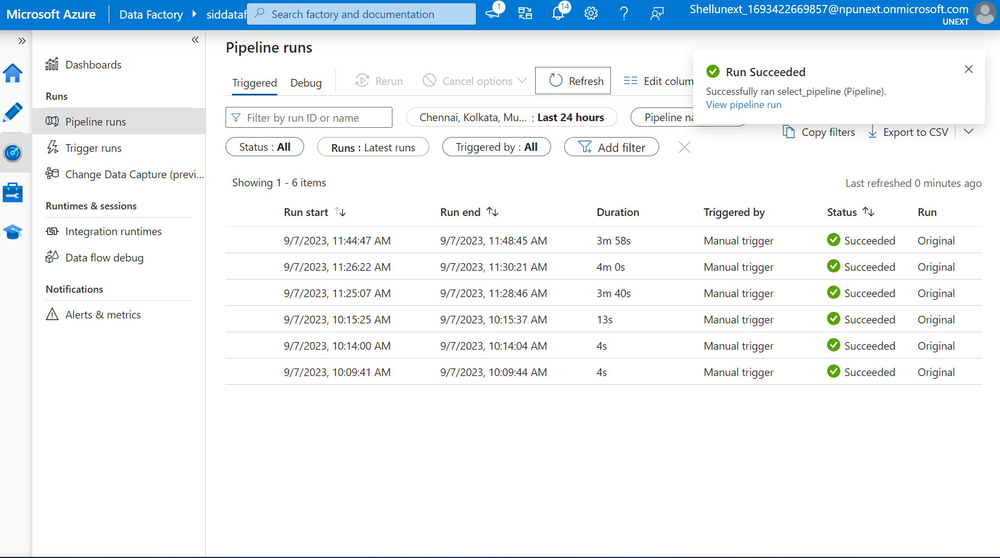 Microsoft Azure
Data Factory
siddataf
Search factory and documentation
1
14
Shellunext_1693422669857@npunext.onmicrosoft.com
UNEXT
Dashboards
Runs
Pipeline runs
Trigger runs
Change Data Capture (previ...
Runtimes & sessions
Integration runtimes
Data flow debug
Notifications
Alerts & metrics
Pipeline runs
Triggered Debug Rerun Cancel options Refresh Edit colum
Run Succeeded
Successfully ran select_pipeline (Pipeline).
View pipeline run
Filter by run ID or name Chennai, Kolkata, Mu... : Last 24 hours Pipeline na
Copy filters Export to CSV
Status : All Runs : Latest runs Triggered by : All Add filter
Showing 1 - 6 items
Last refreshed 0 minutes ago
Run start Run end Duration Triggered by Status Run
9/7/2023, 11:44:47 AM 9/7/2023, 11:48:45 AM 3m 58s Manual trigger Succeeded Original
9/7/2023, 11:26:22 AM 9/7/2023, 11:30:21 AM 4m 0s Manual trigger Succeeded Original
9/7/2023, 11:25:07 AM 9/7/2023, 11:28:46 AM 3m 40s Manual trigger Succeeded Original
9/7/2023, 10:15:25 AM 9/7/2023, 10:15:37 AM 13s Manual trigger Succeeded Original
9/7/2023, 10:14:00 AM 9/7/2023, 10:14:04 AM 4s Manual trigger Succeeded Original
9/7/2023, 10:09:41 AM 9/7/2023, 10:09:44 AM 4s Manual trigger Succeeded Original